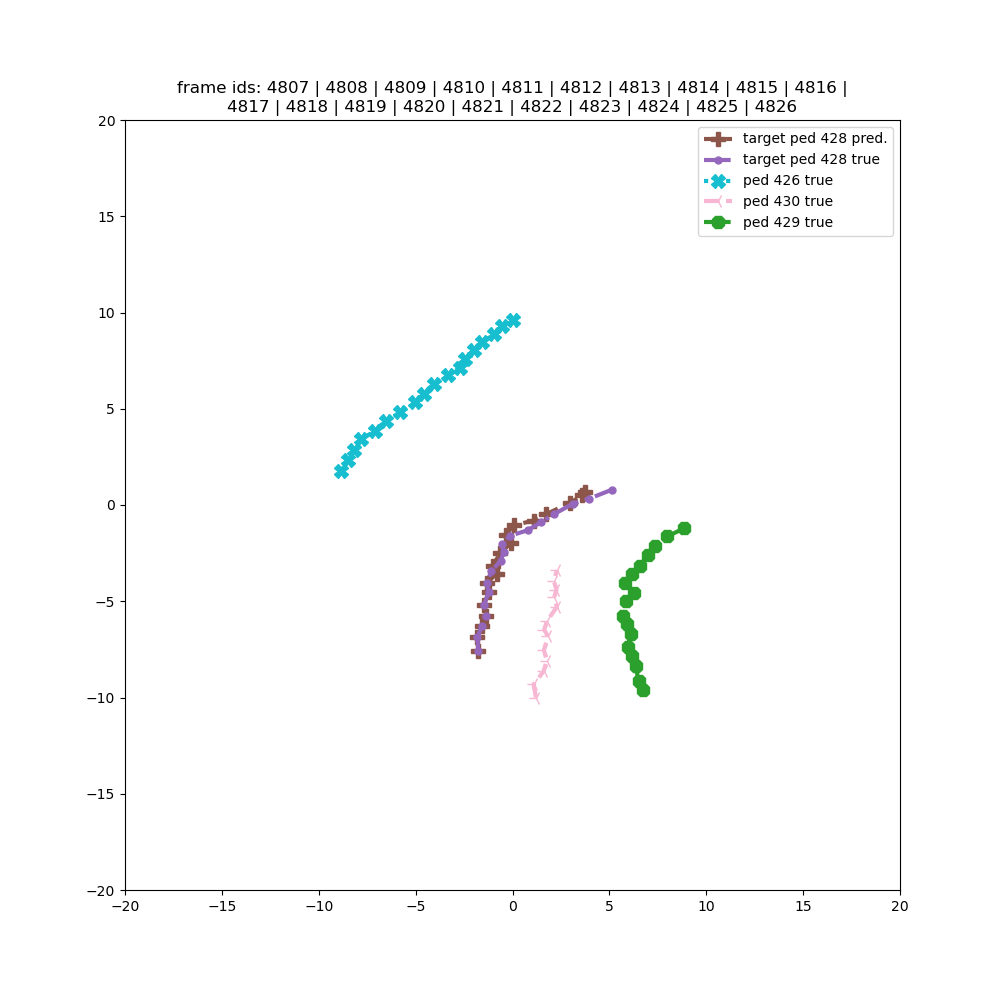 frame ids: 4807 | 4808 | 4809 | 4810 | 4811 | 4812 | 4813 | 4814 | 4815 | 4816 |
4817 | 4818 | 4819 | 4820 | 4821 | 4822 | 4823 | 4824 | 4825 | 4826
target ped 428 pred.
target ped 428 true
ped 426 true
ped 430 true
ped 429 true
20
15
10
5
0
−5
−10
−15
−20
−20 −15 −10 −5 0 5 10 15 20